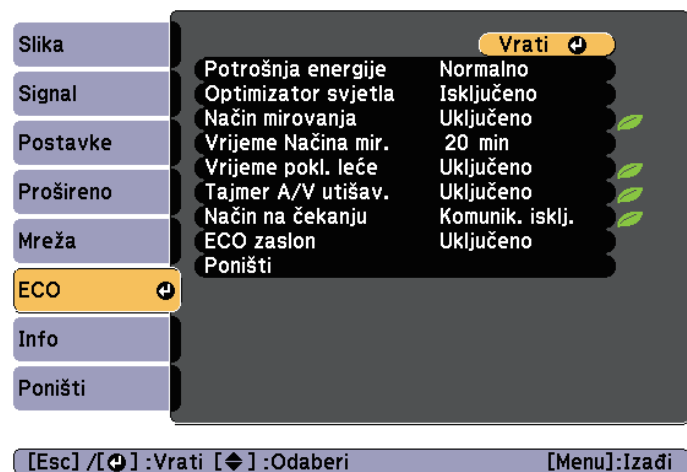 Slika
Signal
Postavke
Prošireno
Mreža
ECO
Info
Poništi
Vrati
Potrošnja energije Normalno
Optimizator svjetla Isključeno
Način mirovanja Uključeno
Vrijeme Načina mir. 20 min
Vrijeme pokl. leće Uključeno
Tajmer A/V utišav. Uključeno
Način na čekanju Komunik. isklj.
ECO zaslon Uključeno
Poništi
[Esc] /[⏎] :Vrati [◆] :Odaberi [Menu]:Izađi